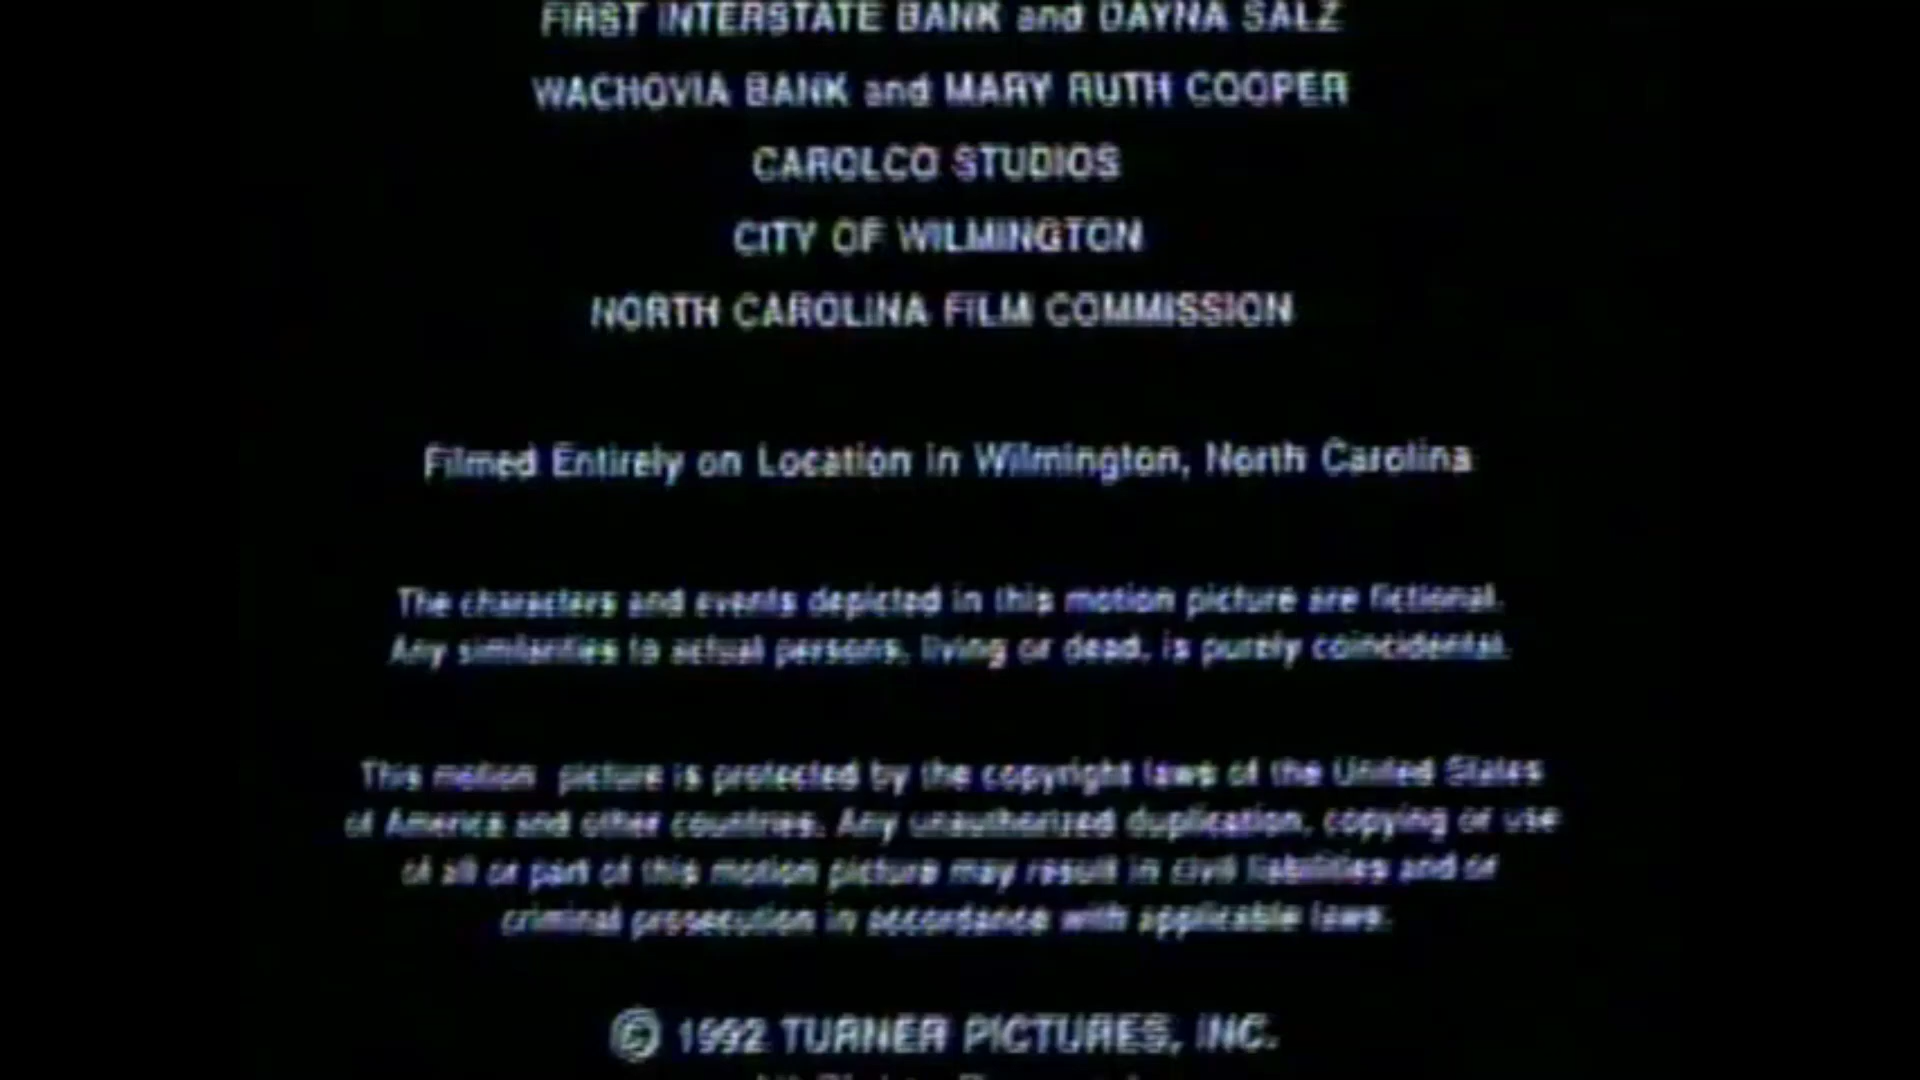 FIRST INTERSTATE BANK and DAYNA SALZ
WACHOVIA BANK and MARY RUTH COOPER
CAROLCO STUDIOS
CITY OF WILMINGTON
NORTH CAROLINA FILM COMMISSION
Filmed Entirely on Location in Wilmington, North Carolina
The characters and events depicted in this motion picture are fictional.
Any similarities to actual persons, living or dead, is purely coincidental.
This motion picture is protected by the copyright laws of the United States
of America and other countries. Any unauthorized duplication, copying or use
of all or part of this motion picture may result in civil liabilities and or
criminal prosecution in accordance with applicable laws.
© 1992 TURNER PICTURES, INC.